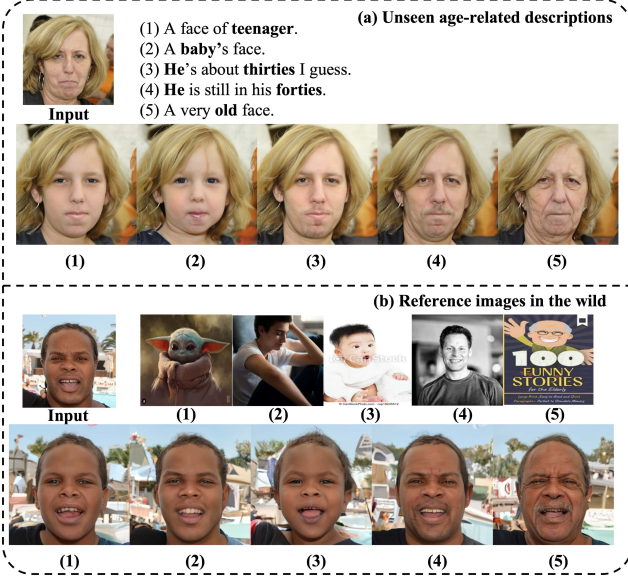 (a) Unseen age-related descriptions
(1) A face of teenager.
(2) A baby's face.
(3) He's about thirties I guess.
(4) He is still in his forties.
(5) A very old face.
Input
(1) (2) (3) (4) (5)
(b) Reference images in the wild
100
FUNNY
STORIES
for the Elderly
Input
(1) (2) (3) (4) (5)
(1) (2) (3) (4) (5)